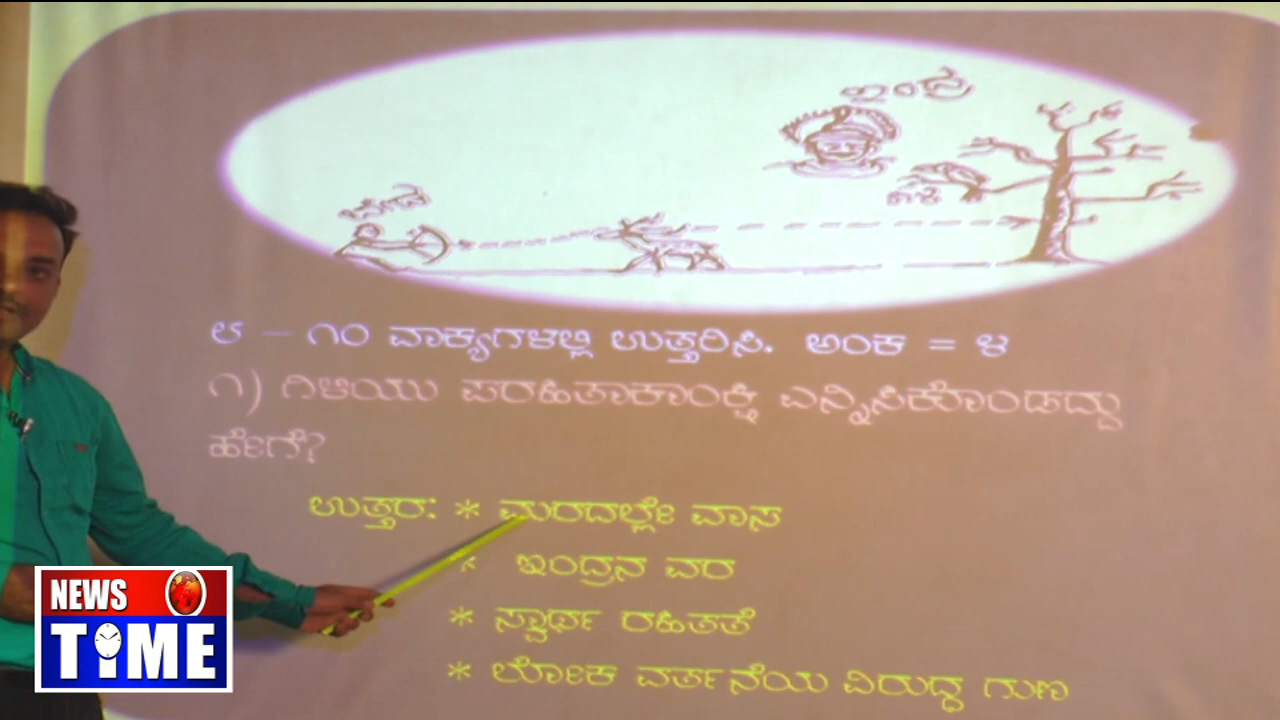 ಇಂದ್ರ
ಬೇಡ
ಗಿಳಿ
೮ – ೧೦ ವಾಕ್ಯಗಳಲ್ಲಿ ಉತ್ತರಿಸಿ. ಅಂಕ = ೪
೧) ಗಿಳಿಯು ಪರಹಿತಾಕಾಂಕ್ಷಿ ಎನ್ನಿಸಿಕೊಂಡದ್ದು
ಹೇಗೆ?
ಉತ್ತರ: * ಮರದಲ್ಲೇ ವಾಸ
* ಇಂದ್ರನ ವರ
* ಸ್ವಾರ್ಥ ರಹಿತತೆ
* ಲೋಕ ವರ್ತನೆಯ ವಿರುದ್ಧ ಗುಣ
NEWS
TIME